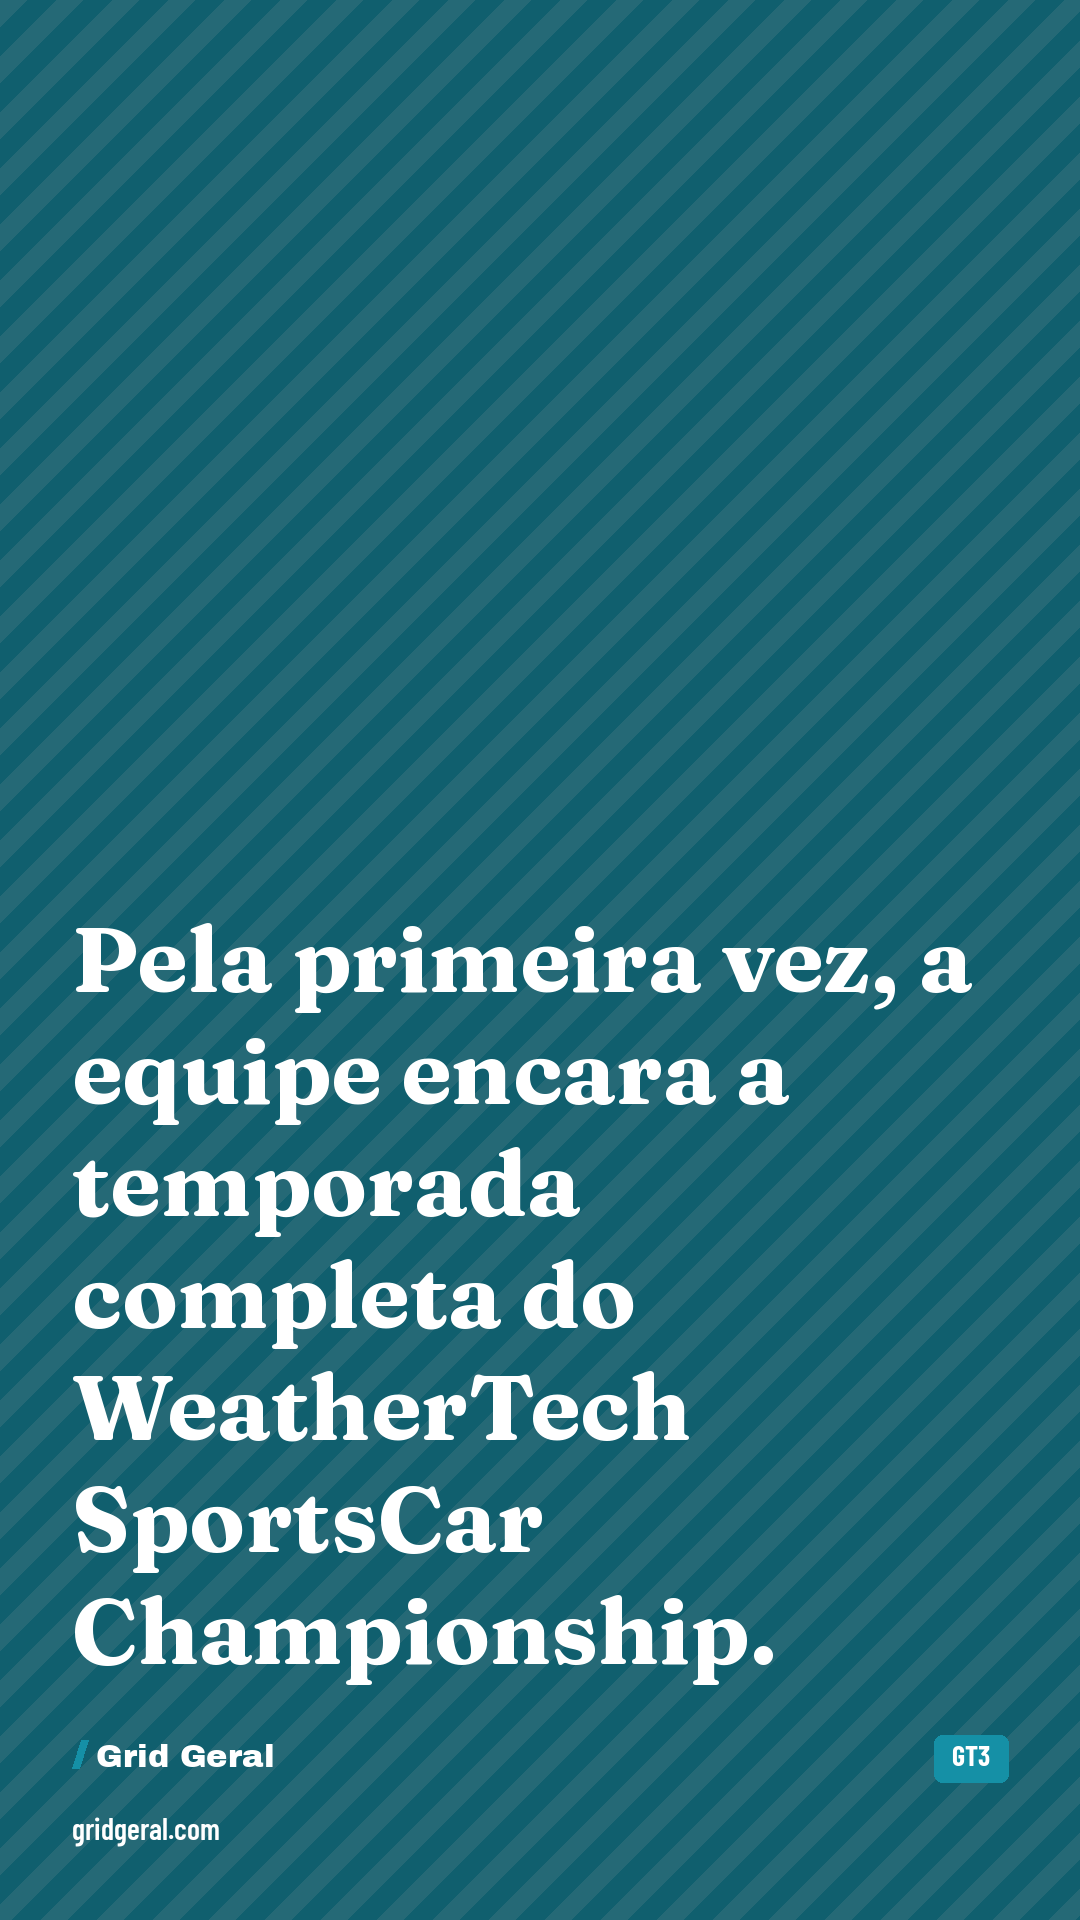 Pela primeira vez, a
equipe encara a
temporada
completa do
WeatherTech
SportsCar
Championship.
Grid Geral
GT3
gridgeral.com